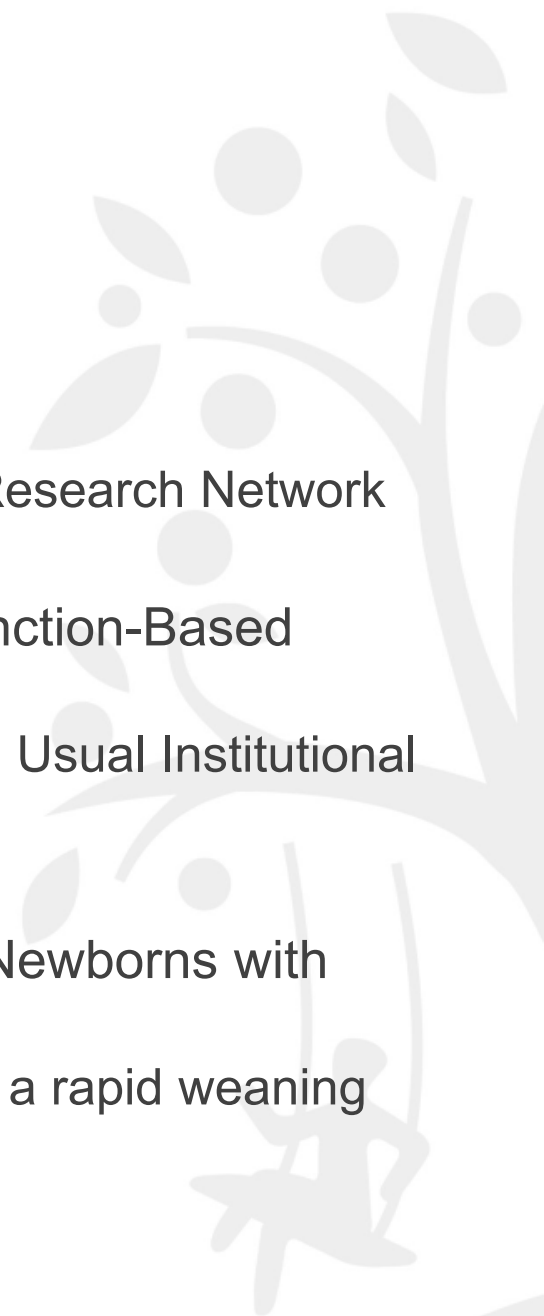 Research Network
nction-Based
Usual Institutional
Newborns with
a rapid weaning